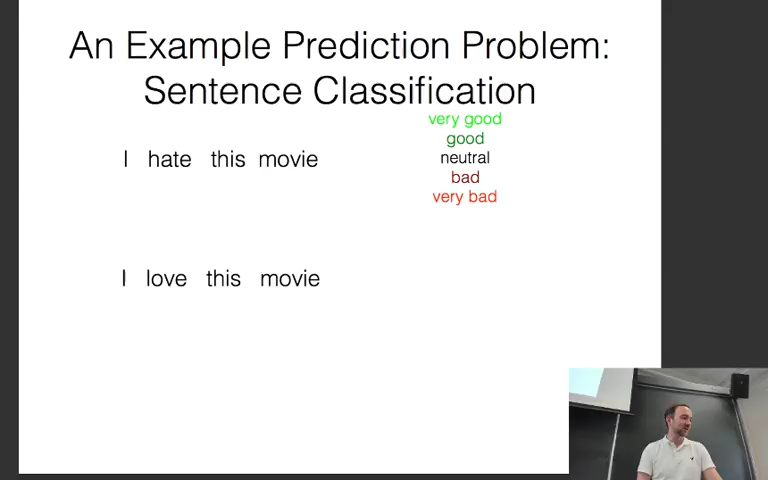 An Example Prediction Problem:
Sentence Classification
very good
good
I hate this movie
neutral
bad
very bad
I love this movie